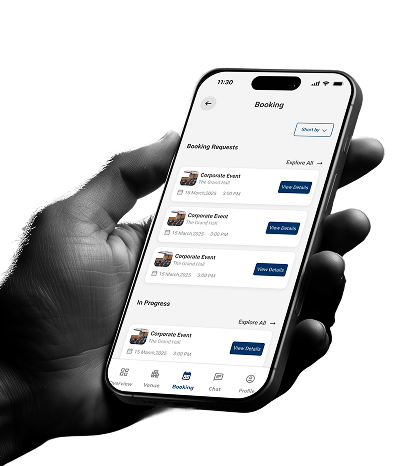 11:30
Booking
Short by
Booking Requests
Explore All →
Corporate Event
The Grand Hall
15 March,2025 3:00 PM
View Details
Corporate Event
The Grand Hall
15 March,2025 3:00 PM
View Details
Corporate Event
The Grand Hall
15 March,2025 3:00 PM
View Details
In Progress
Explore All →
Corporate Event
The Grand Hall
15 March,2025 3:00 PM
View Details
Overview Venue Booking Chat Profile